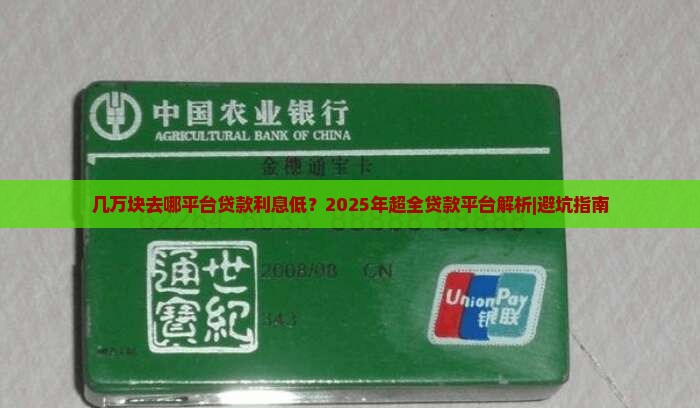 中国农业银行
AGRICULTURAL BANK OF CHINA
金穗通宝卡
几万块去哪平台贷款利息低？2025年超全贷款平台解析|避坑指南
2008/08 CN
世紀
通寶
343
UnionPay
银联